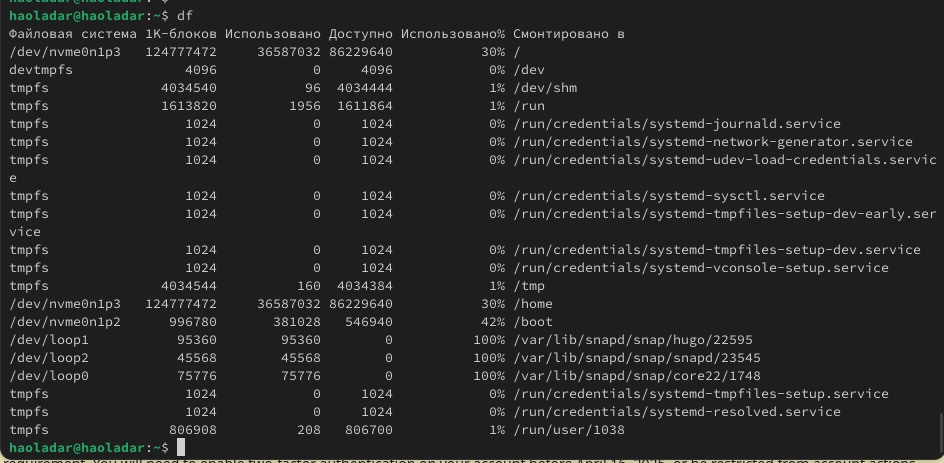 haoladar@haoladar:~$ df
Файловая система 1K-блоков Использовано Доступно Использовано% Смонтировано в
/dev/nvme0n1p3 124777472 36587032 86229640 30% /
devtmpfs 4096 0 4096 0% /dev
tmpfs 4034540 96 4034444 1% /dev/shm
tmpfs 1613820 1956 1611864 1% /run
tmpfs 1024 0 1024 0% /run/credentials/systemd-journald.service
tmpfs 1024 0 1024 0% /run/credentials/systemd-network-generator.service
tmpfs 1024 0 1024 0% /run/credentials/systemd-udev-load-credentials.servic
e
tmpfs 1024 0 1024 0% /run/credentials/systemd-sysctl.service
tmpfs 1024 0 1024 0% /run/credentials/systemd-tmpfiles-setup-dev-early.ser
vice
tmpfs 1024 0 1024 0% /run/credentials/systemd-tmpfiles-setup-dev.service
tmpfs 1024 0 1024 0% /run/credentials/systemd-vconsole-setup.service
tmpfs 4034544 160 4034384 1% /tmp
/dev/nvme0n1p3 124777472 36587032 86229640 30% /home
/dev/nvme0n1p2 996780 381028 546940 42% /boot
/dev/loop1 95360 95360 0 100% /var/lib/snapd/snap/hugo/22595
/dev/loop2 45568 45568 0 100% /var/lib/snapd/snap/snapd/23545
/dev/loop0 75776 75776 0 100% /var/lib/snapd/snap/core22/1748
tmpfs 1024 0 1024 0% /run/credentials/systemd-tmpfiles-setup.service
tmpfs 1024 0 1024 0% /run/credentials/systemd-resolved.service
tmpfs 806908 208 806700 1% /run/user/1038
haoladar@haoladar:~$